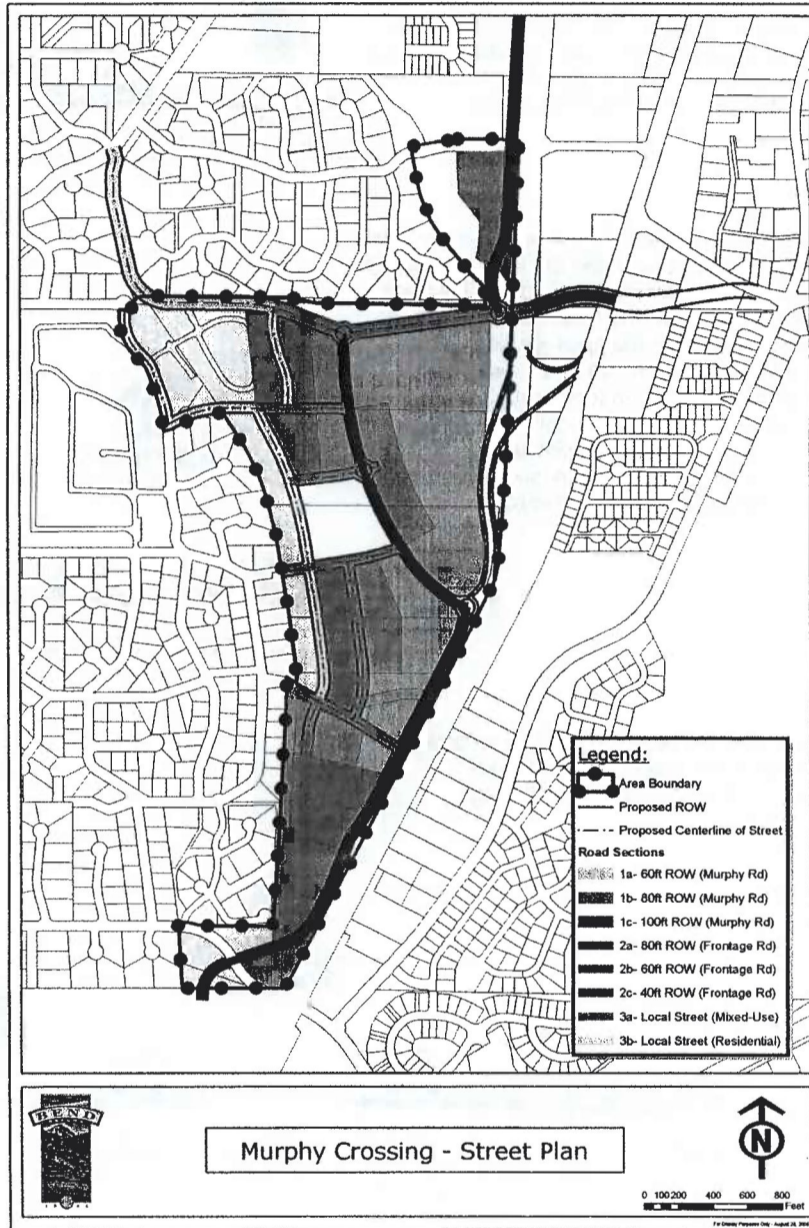 Legend:
Area Boundary
Proposed ROW
Proposed Centerline of Street
Road Sections
1a- 60ft ROW (Murphy Rd)
1b- 80ft ROW (Murphy Rd)
1c- 100ft ROW (Murphy Rd)
2a- 80ft ROW (Frontage Rd)
2b- 60ft ROW (Frontage Rd)
2c- 40ft ROW (Frontage Rd)
3a- Local Street (Mixed-Use)
3b- Local Street (Residential)
BEND
Murphy Crossing - Street Plan
N
0 100 200 400 600 800
Feet